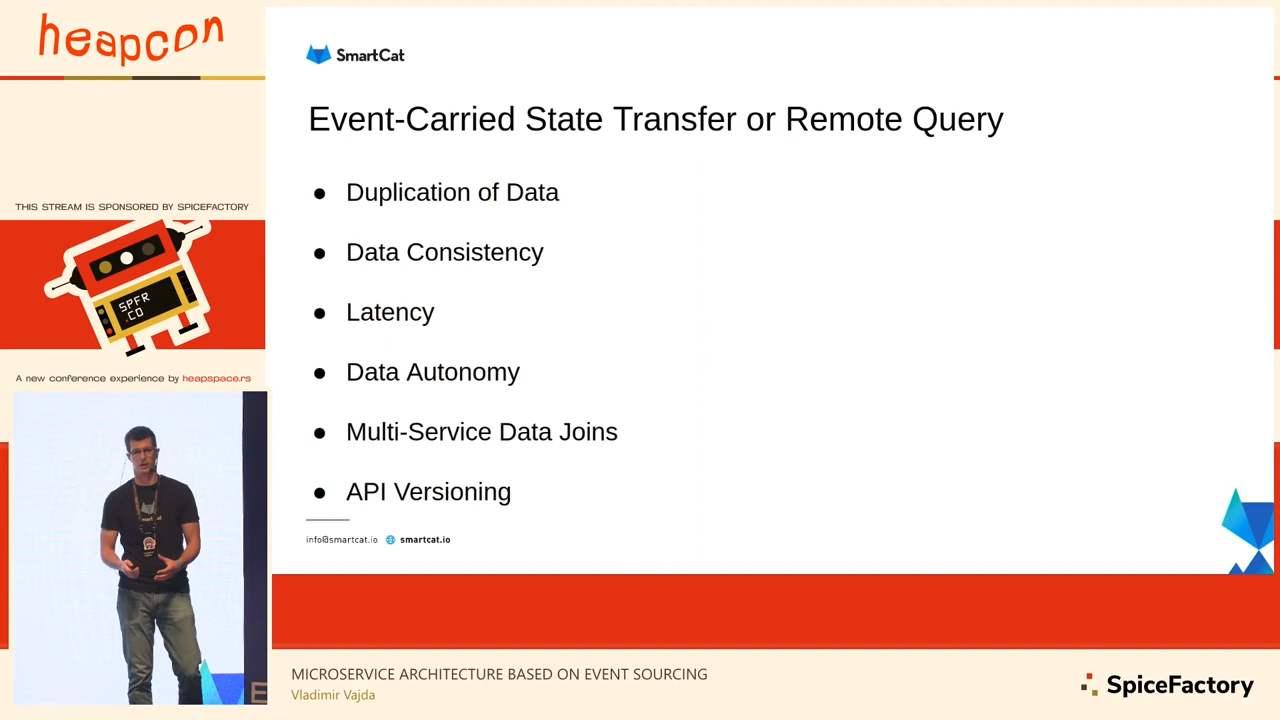 heapcon
THIS STREAM IS SPONSORED BY SPICEFACTORY
SPFR
.CO
A new conference experience by heapspace.rs
SmartCat
Event-Carried State Transfer or Remote Query
● Duplication of Data
● Data Consistency
● Latency
● Data Autonomy
● Multi-Service Data Joins
● API Versioning
info@smartcat.io smartcat.io
MICROSERVICE ARCHITECTURE BASED ON EVENT SOURCING
Vladimir Vajda
SpiceFactory